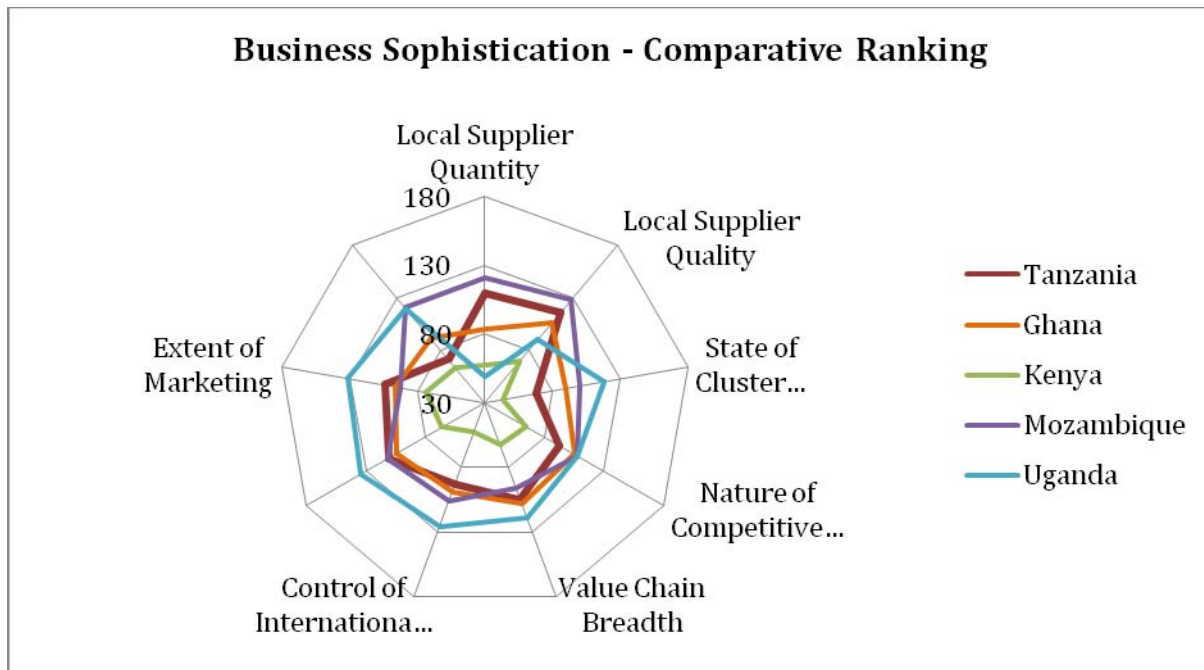 Business Sophistication - Comparative Ranking
Local Supplier
Quantity
180
130
80
30
Local Supplier
Quality
State of
Cluster...
Nature of
Competitive...
Value Chain
Breadth
Control of
Internationa...
Extent of
Marketing
Tanzania
Ghana
Kenya
Mozambique
Uganda